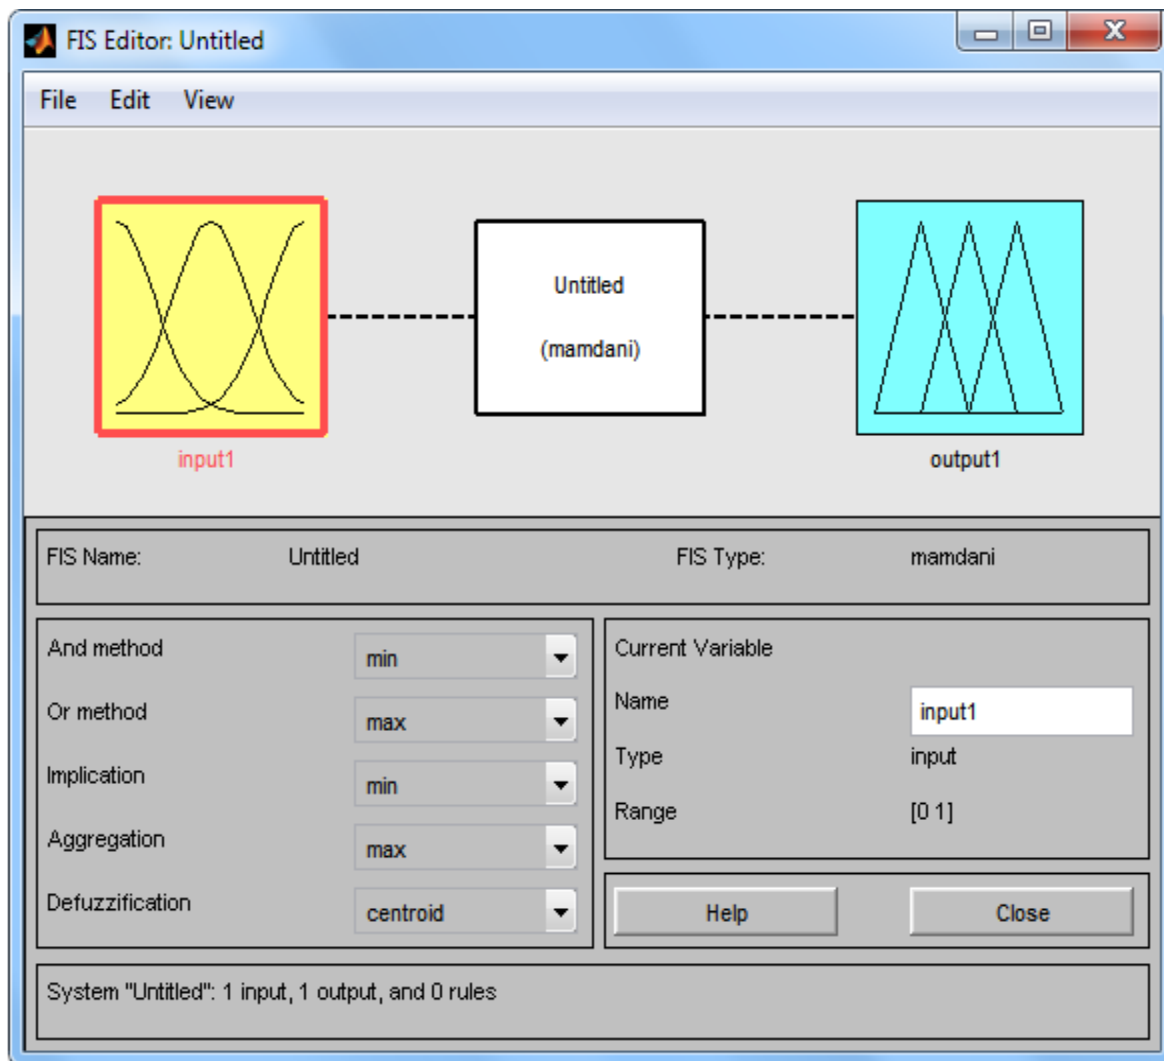 FIS Editor: Untitled
File Edit View
Untitled
(mamdani)
input1
output1
FIS Name: Untitled FIS Type: mamdani
And method min
Or method max
Implication min
Aggregation max
Defuzzification centroid
Current Variable
Name input1
Type input
Range [0 1]
Help Close
System "Untitled": 1 input, 1 output, and 0 rules